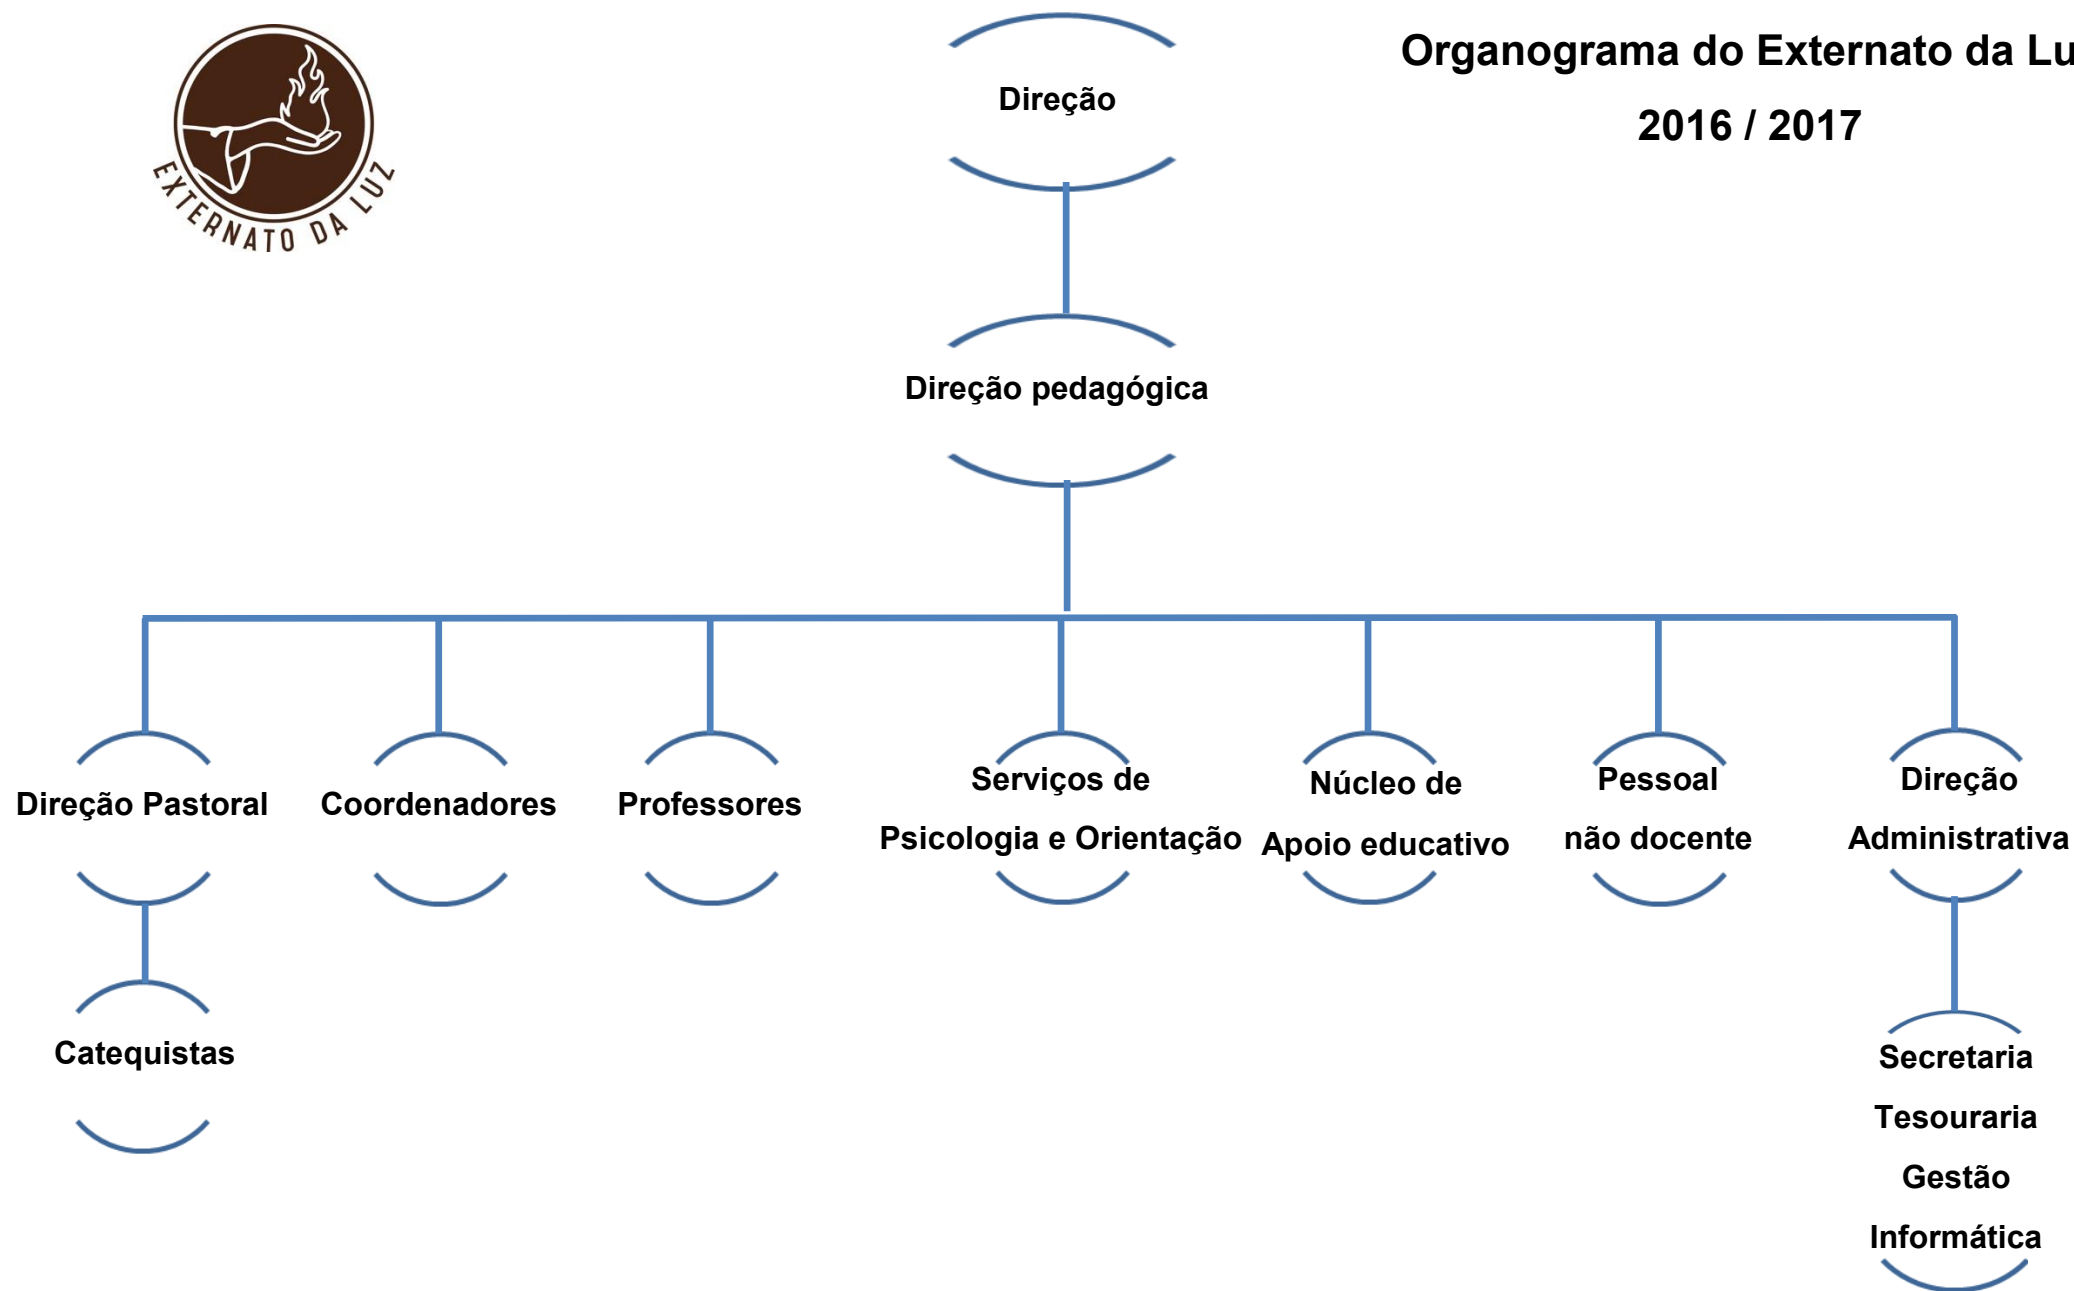 EXTERNATO DA LUZ
Organograma do Externato da Lu
2016 / 2017
Direção
Direção pedagógica
Direção Pastoral
Coordenadores
Professores
Serviços de
Psicologia e Orientação
Núcleo de
Apoio educativo
Pessoal
não docente
Direção
Administrativa
Catequistas
Secretaria
Tesouraria
Gestão
Informática